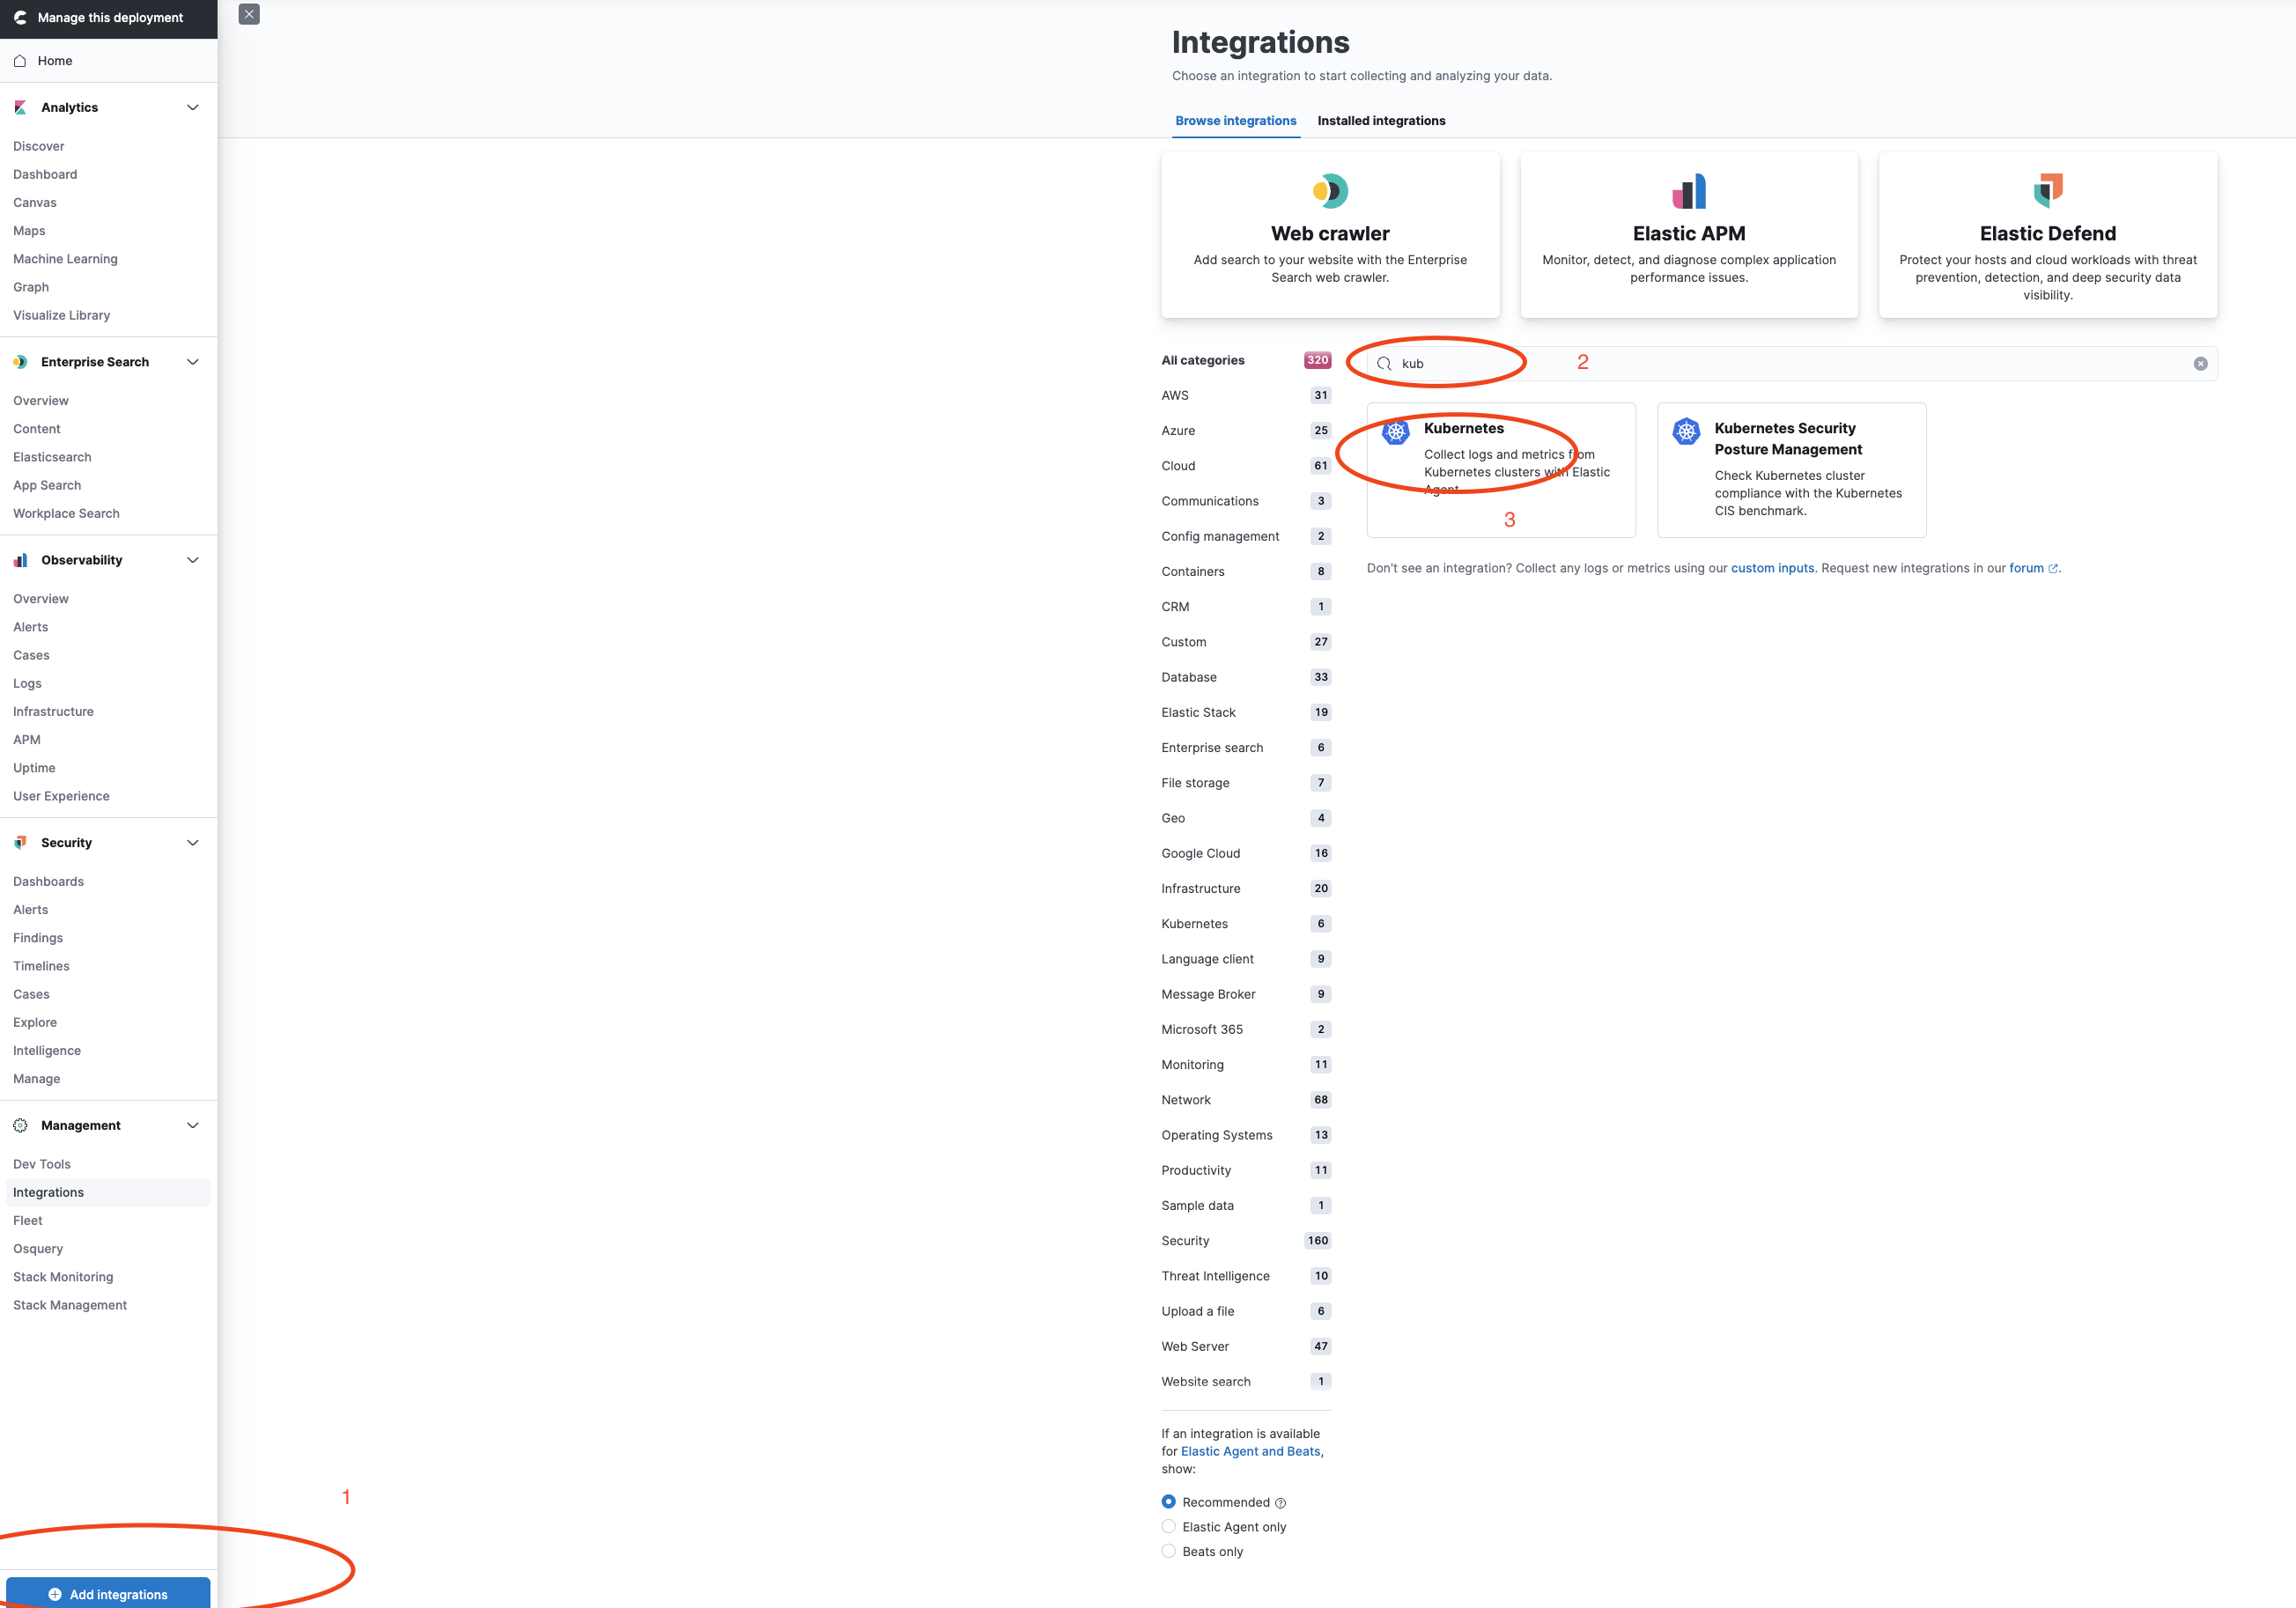 Manage this deployment
Home
Analytics
Discover
Dashboard
Canvas
Maps
Machine Learning
Graph
Visualize Library
Enterprise Search
Overview
Content
Elasticsearch
App Search
Workplace Search
Observability
Overview
Alerts
Cases
Logs
Infrastructure
APM
Uptime
User Experience
Security
Dashboards
Alerts
Findings
Timelines
Cases
Explore
Intelligence
Manage
Management
Dev Tools
Integrations
Fleet
Osquery
Stack Monitoring
Stack Management
1
Add integrations
Integrations
Choose an integration to start collecting and analyzing your data.
Browse integrations Installed integrations
Web crawler
Add search to your website with the Enterprise
Search web crawler.
Elastic APM
Monitor, detect, and diagnose complex application
performance issues.
Elastic Defend
Protect your hosts and cloud workloads with threat
prevention, detection, and deep security data
visibility.
All categories 320
AWS 31
Azure 25
Cloud 61
Communications 3
Config management 2
Containers 8
CRM 1
Custom 27
Database 33
Elastic Stack 19
Enterprise search 6
File storage 7
Geo 4
Google Cloud 16
Infrastructure 20
Kubernetes 6
Language client 9
Message Broker 9
Microsoft 365 2
Monitoring 11
Network 68
Operating Systems 13
Productivity 11
Sample data 1
Security 160
Threat Intelligence 10
Upload a file 6
Web Server 47
Website search 1
If an integration is available
for Elastic Agent and Beats,
show:
Recommended
Elastic Agent only
Beats only
kub
2
Kubernetes
Collect logs and metrics from
Kubernetes clusters with Elastic
Agent.
3
Kubernetes Security
Posture Management
Check Kubernetes cluster
compliance with the Kubernetes
CIS benchmark.
Don't see an integration? Collect any logs or metrics using our custom inputs. Request new integrations in our forum.